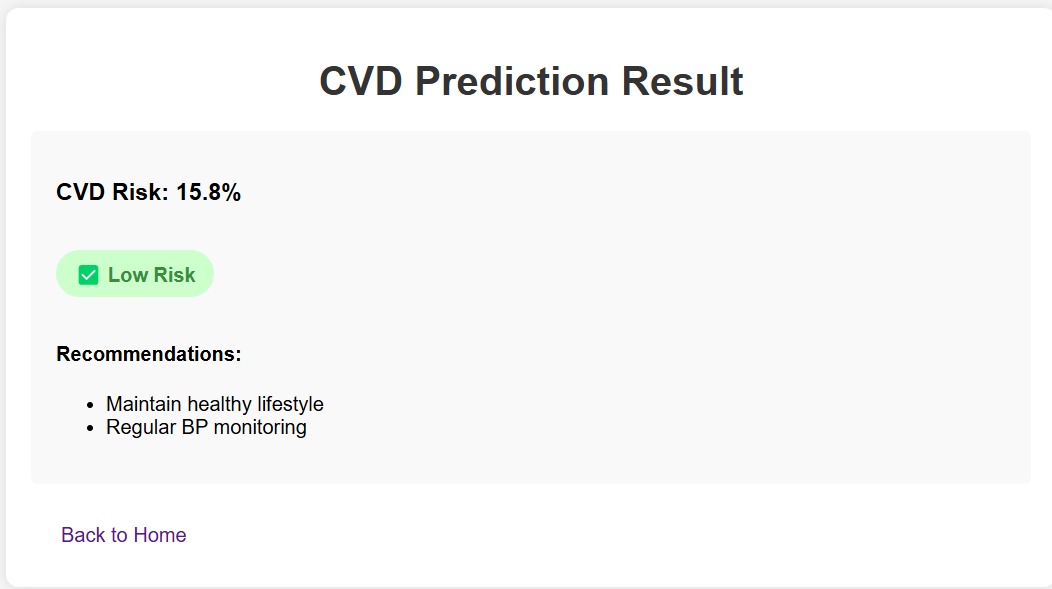 CVD Prediction Result
CVD Risk: 15.8%
✅ Low Risk
Recommendations:
• Maintain healthy lifestyle
• Regular BP monitoring
Back to Home